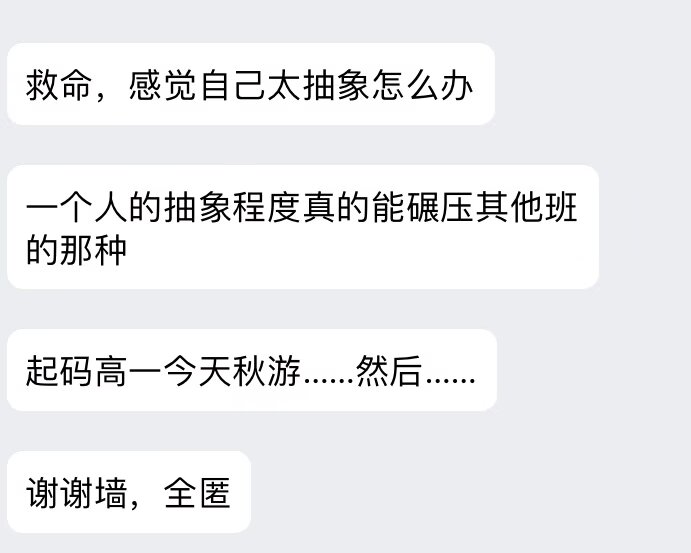 救命，感觉自己太抽象怎么办
一个人的抽象程度真的能碾压其他班
的那种
起码高一今天秋游......然后......
谢谢墙，全匿